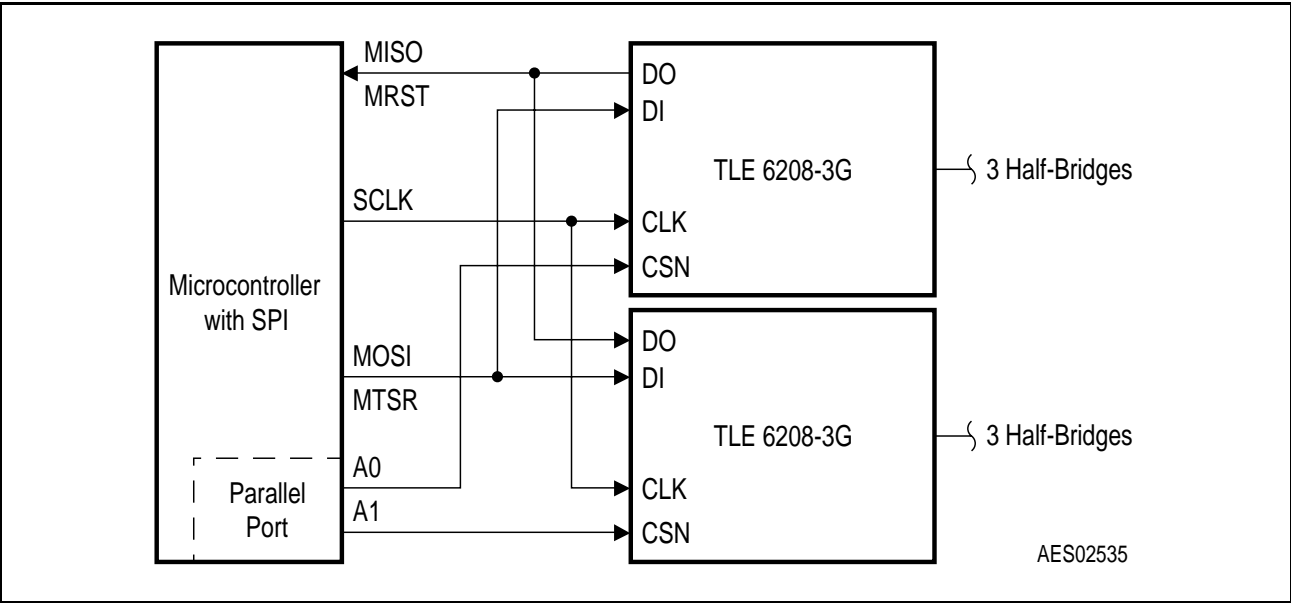 MISO
MRST
SCLK
Microcontroller
with SPI
MOSI
MTSR
A0
Parallel
Port
A1
DO
DI
TLE 6208-3G
3 Half-Bridges
CLK
CSN
DO
DI
TLE 6208-3G
3 Half-Bridges
CLK
CSN
AES02535